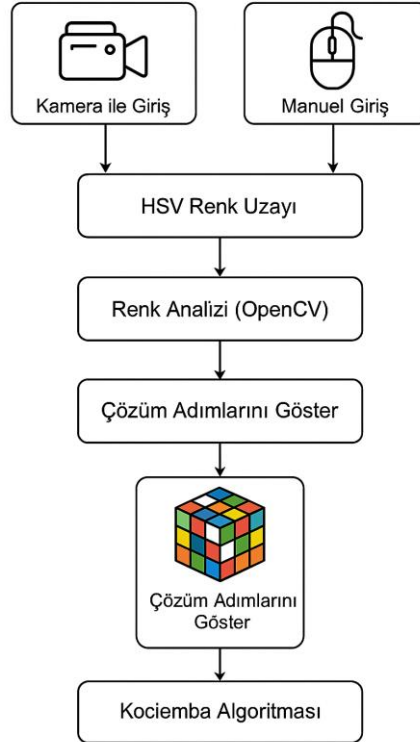 Kamera ile Giriş
Manuel Giriş
HSV Renk Uzayı
Renk Analizi (OpenCV)
Çözüm Adımlarını Göster
Çözüm Adımlarını
Göster
Kociemba Algoritması